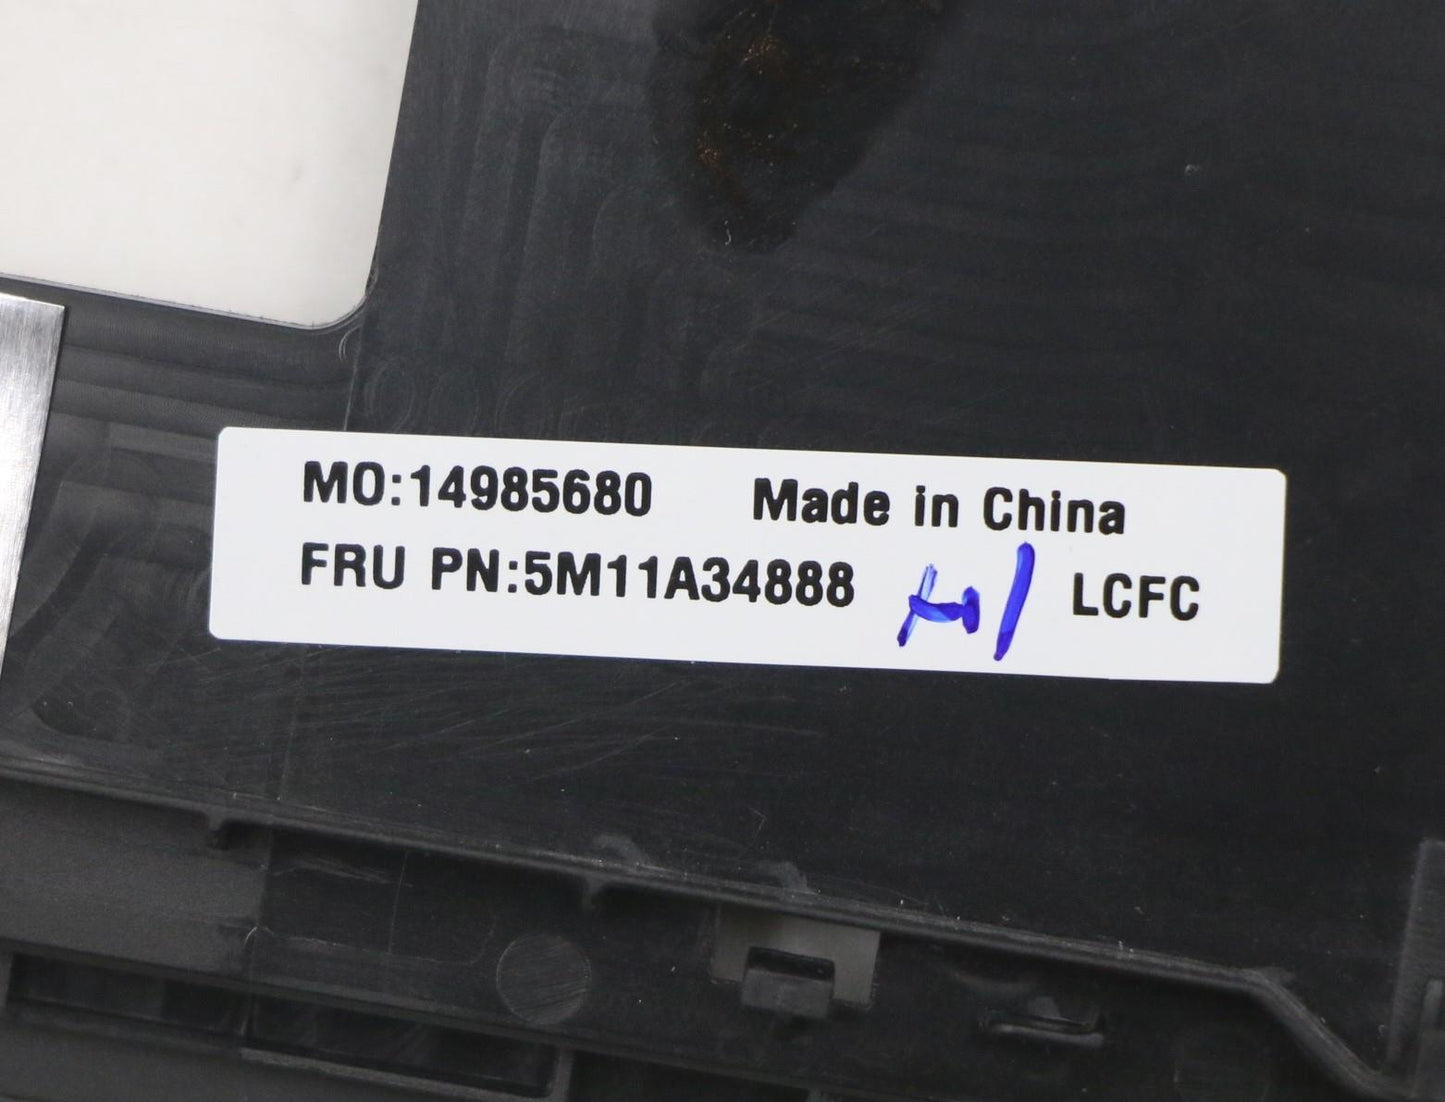 MO:14985680 Made in China
FRU PN:5M11A34888 LCFC